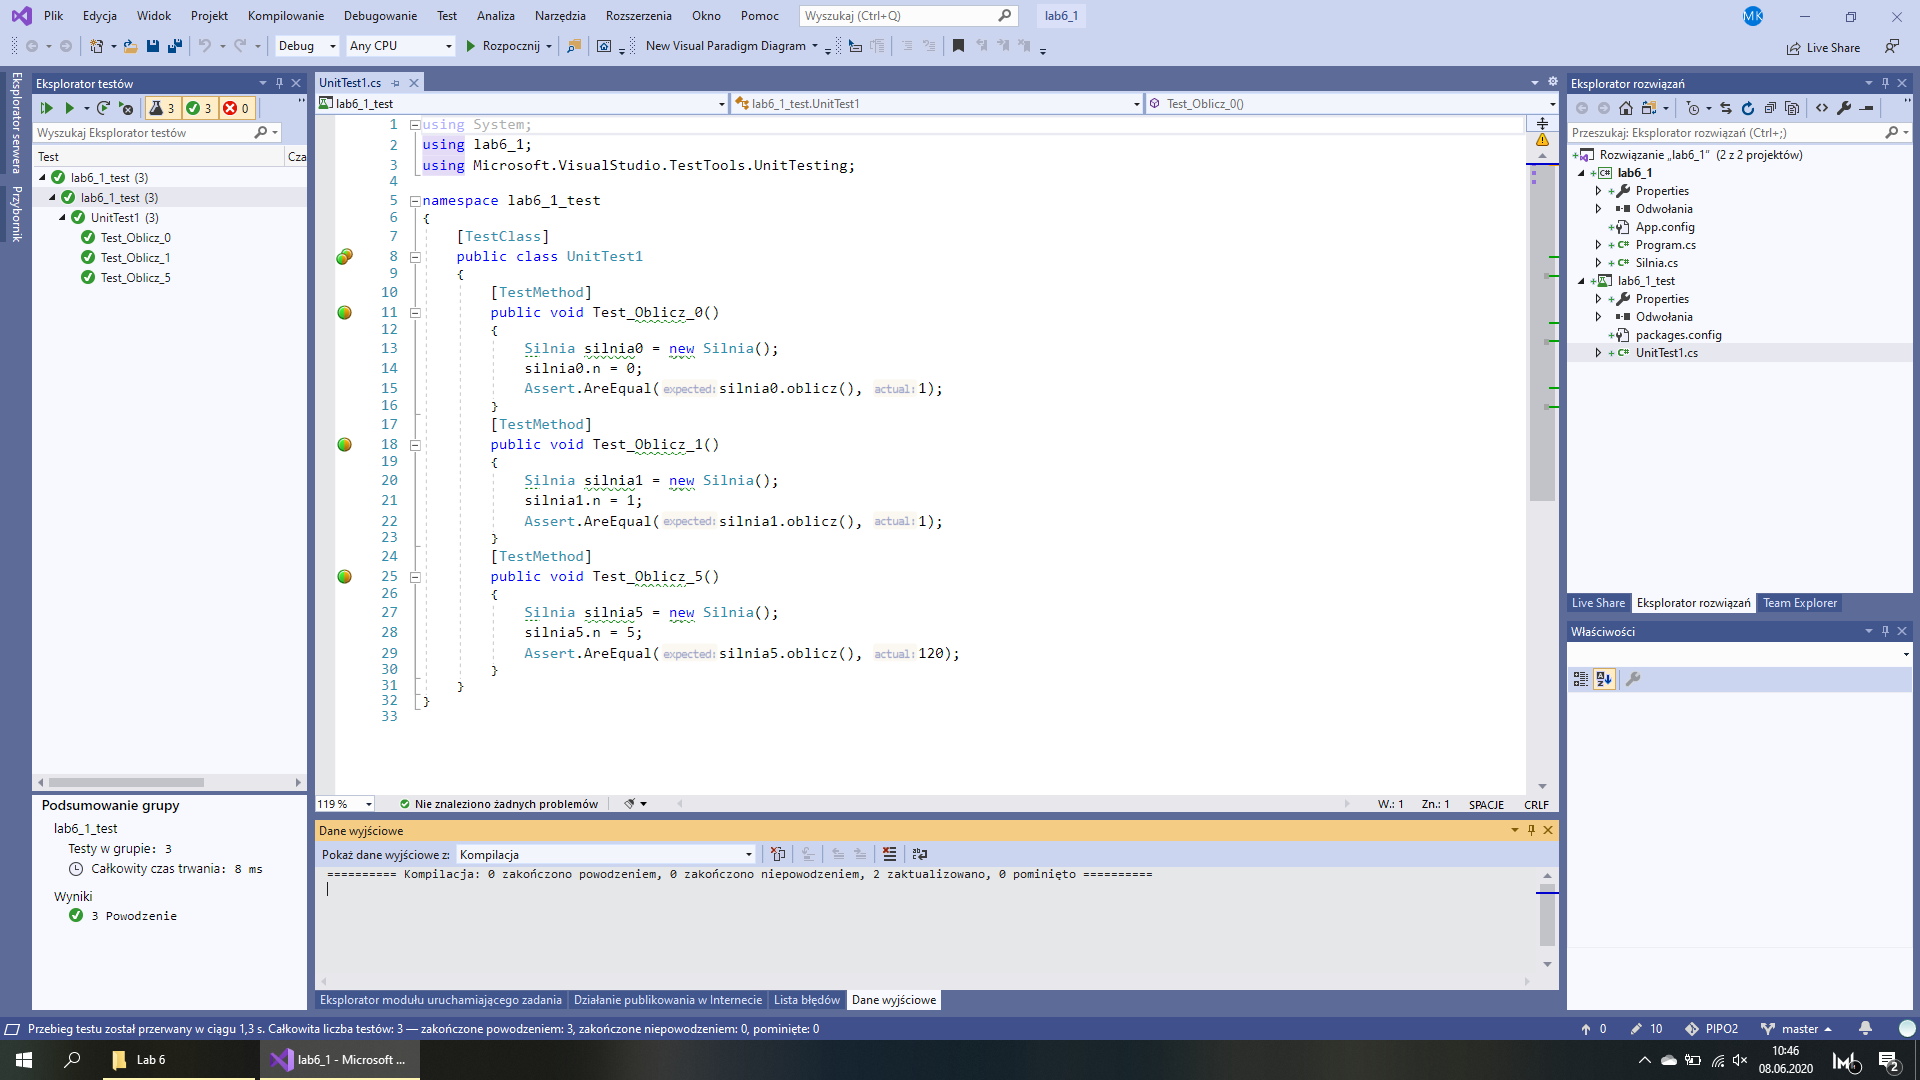 Plik Edycja Widok Projekt Kompilowanie Debugowanie Test Analiza Narzędzia Rozszerzenia Okno Pomoc Wyszukaj (Ctrl+Q) lab6_1 MK
Debug Any CPU Rozpocznij New Visual Paradigm Diagram Live Share
Eksplorator serwera
Przybornik
Eksplorator testów
3 3 0
Wyszukaj Eksplorator testów
Test Cza
lab6_1_test (3)
lab6_1_test (3)
UnitTest1 (3)
Test_Oblicz_0
Test_Oblicz_1
Test_Oblicz_5
Podsumowanie grupy
lab6_1_test
Testy w grupie: 3
Całkowity czas trwania: 8 ms
Wyniki
3 Powodzenie
UnitTest1.cs
lab6_1_test lab6_1_test.UnitTest1 Test_Oblicz_0()
1 using System;
2 using lab6_1;
3 using Microsoft.VisualStudio.TestTools.UnitTesting;
4
5 namespace lab6_1_test
6 {
7 [TestClass]
8 public class UnitTest1
9 {
10 [TestMethod]
11 public void Test_Oblicz_0()
12 {
13 Silnia silnia0 = new Silnia();
14 silnia0.n = 0;
15 Assert.AreEqual(expected: silnia0.oblicz(), actual: 1);
16 }
17 [TestMethod]
18 public void Test_Oblicz_1()
19 {
20 Silnia silnia1 = new Silnia();
21 silnia1.n = 1;
22 Assert.AreEqual(expected: silnia1.oblicz(), actual: 1);
23 }
24 [TestMethod]
25 public void Test_Oblicz_5()
26 {
27 Silnia silnia5 = new Silnia();
28 silnia5.n = 5;
29 Assert.AreEqual(expected: silnia5.oblicz(), actual: 120);
30 }
31 }
32 }
33
119 % Nie znaleziono żadnych problemów W.: 1 Zn.: 1 SPACJE CRLF
Dane wyjściowe
Pokaż dane wyjściowe z: Kompilacja
========== Kompilacja: 0 zakończono powodzeniem, 0 zakończono niepowodzeniem, 2 zaktualizowano, 0 pominięto ==========
Eksplorator modułu uruchamiającego zadania Działanie publikowania w Internecie Lista błędów Dane wyjściowe
Eksplorator rozwiązań
Przeszukaj: Eksplorator rozwiązań (Ctrl+;)
Rozwiązanie „lab6_1” (2 z 2 projektów)
lab6_1
Properties
Odwołania
App.config
Program.cs
Silnia.cs
lab6_1_test
Properties
Odwołania
packages.config
UnitTest1.cs
Live Share Eksplorator rozwiązań Team Explorer
Właściwości
Przebieg testu został przerwany w ciągu 1,3 s. Całkowita liczba testów: 3 — zakończone powodzeniem: 3, zakończone niepowodzeniem: 0, pominięte: 0 0 10 PIPO2 master
Lab 6 lab6_1 - Microsoft ... 10:46
08.06.2020 2